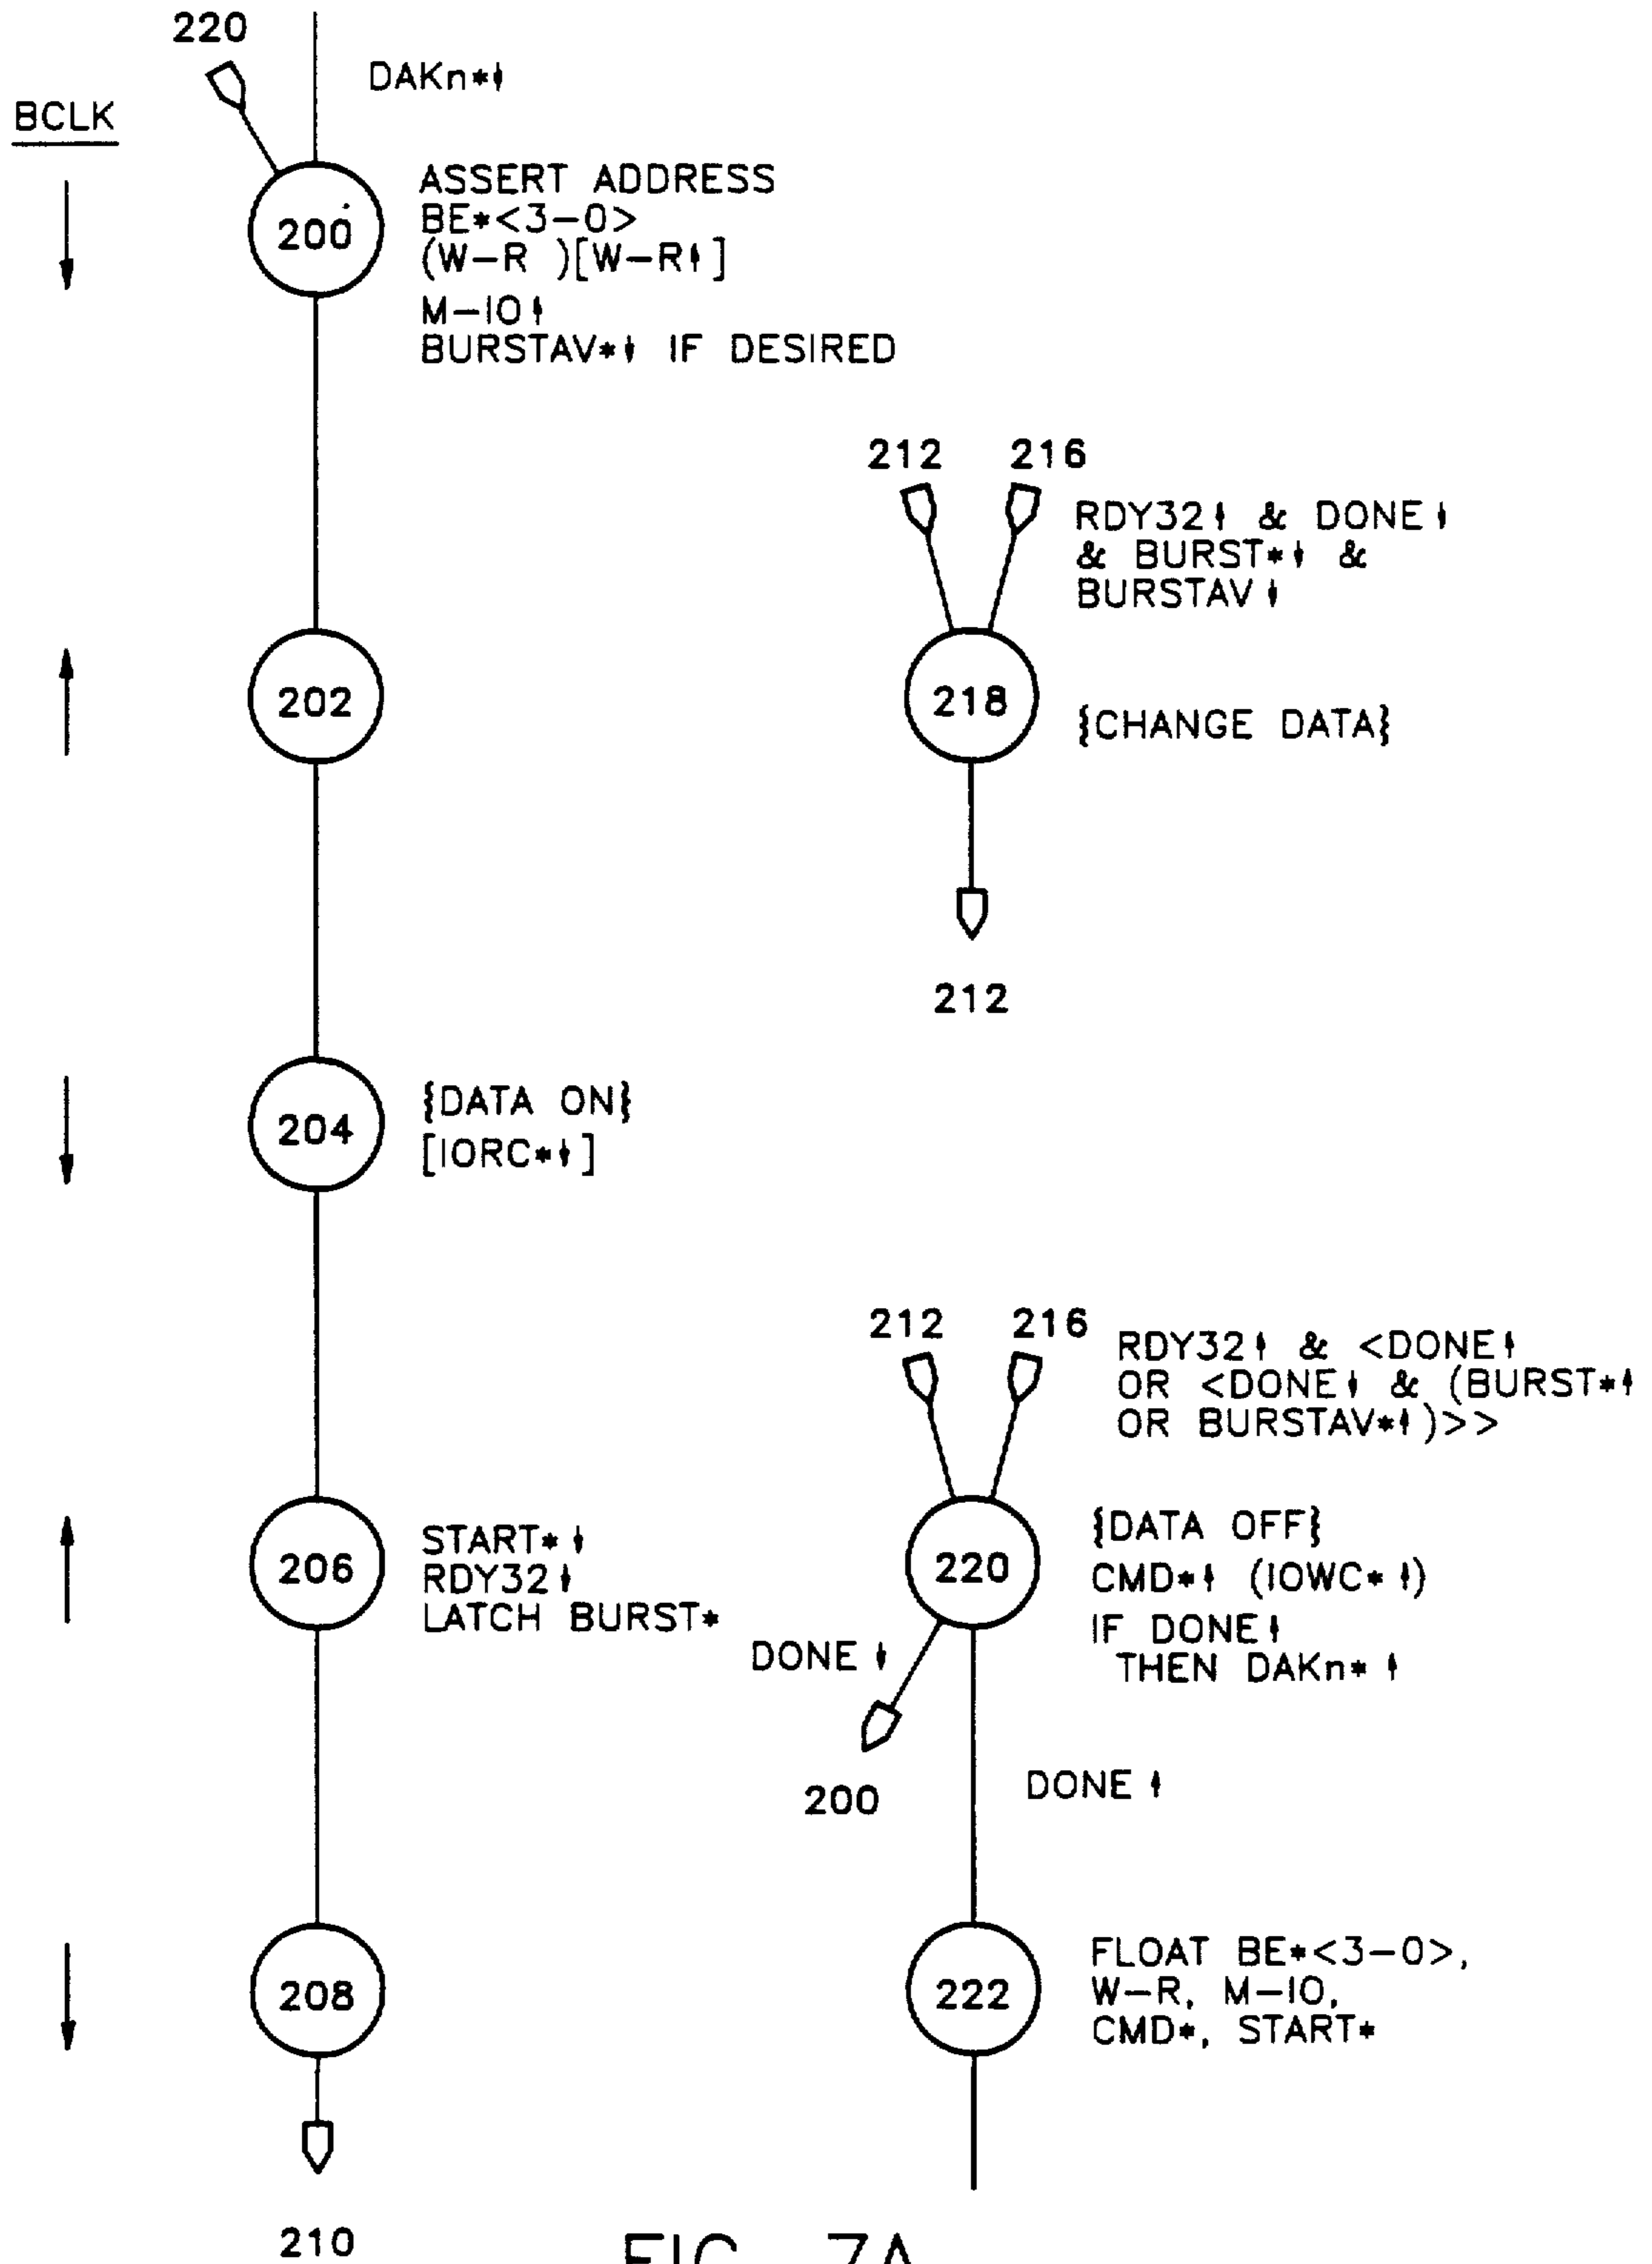 220
DAKn*↓
BCLK
200
ASSERT ADDRESS
BE*<3-0>
(W-R )[W-R↑]
M-IO↑
BURSTAV*↓ IF DESIRED
212 216
RDY32↑ & DONE↓
& BURST*↓ &
BURSTAV↓
202
218
{CHANGE DATA}
212
204
{DATA ON}
[IORC*↓]
212 216
RDY32↑ & <DONE↑
OR <DONE↓ & (BURST*↑
OR BURSTAV*↑)>>
206
START*↓
RDY32↓
LATCH BURST*
220
{DATA OFF}
CMD*↑ (IOWC*↑)
IF DONE↑
THEN DAKn*↑
DONE↓
200
DONE↑
208
222
FLOAT BE*<3-0>,
W-R, M-IO,
CMD*, START*
210
FIG. 7A